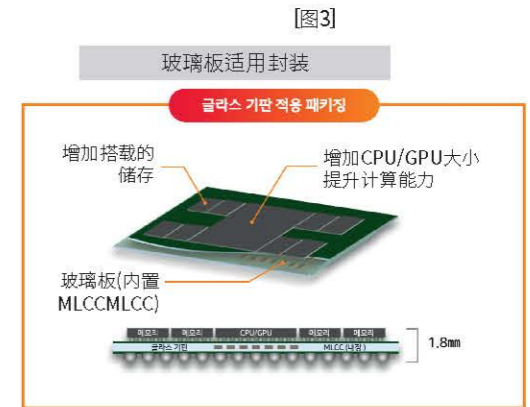 [图3]
玻璃板适用封装
글라스 기판 적용 패키징
增加搭载的
储存
增加CPU/GPU大小
提升计算能力
玻璃板(内置
MLCCMLCC)
메모리 메모리 CPU/GPU 메모리 메모리
글라스 기판 MLCC(내장)
1.8mm